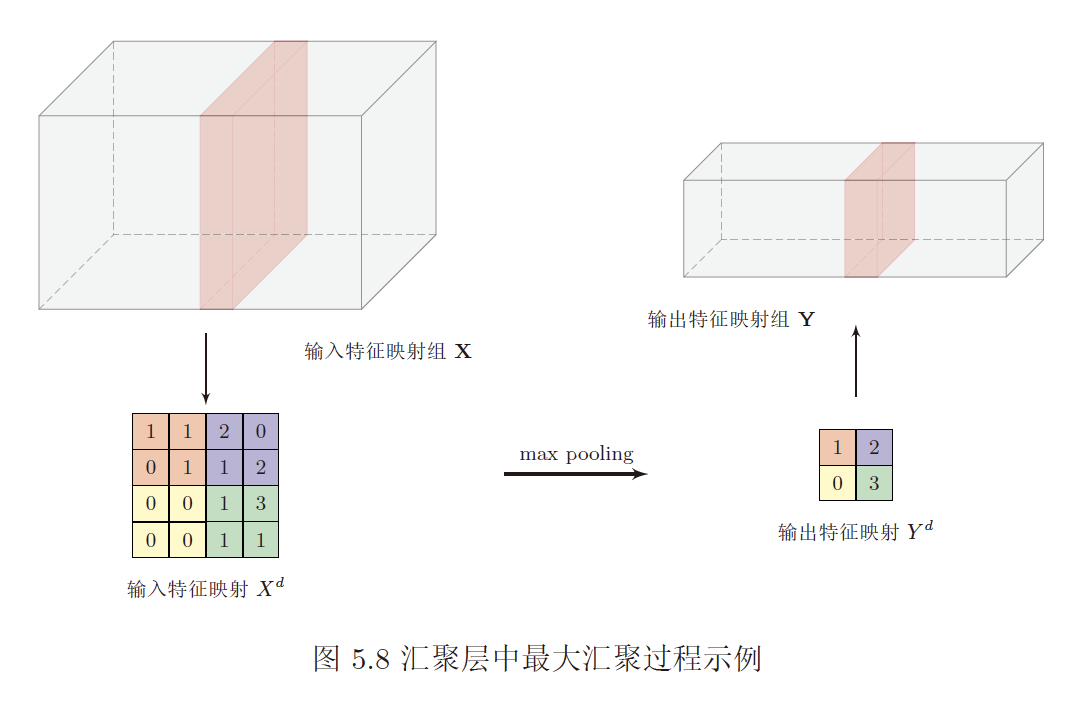 输入特征映射组 X
输出特征映射组 Y
1 1 2 0
0 1 1 2
0 0 1 3
0 0 1 1
输入特征映射 X^d
max pooling
1 2
0 3
输出特征映射 Y^d
图 5.8 汇聚层中最大汇聚过程示例